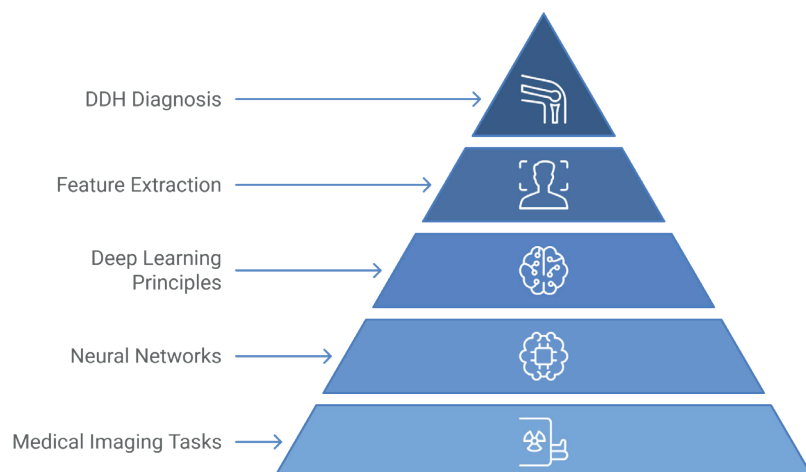 DDH Diagnosis
Feature Extraction
Deep Learning
Principles
Neural Networks
Medical Imaging Tasks